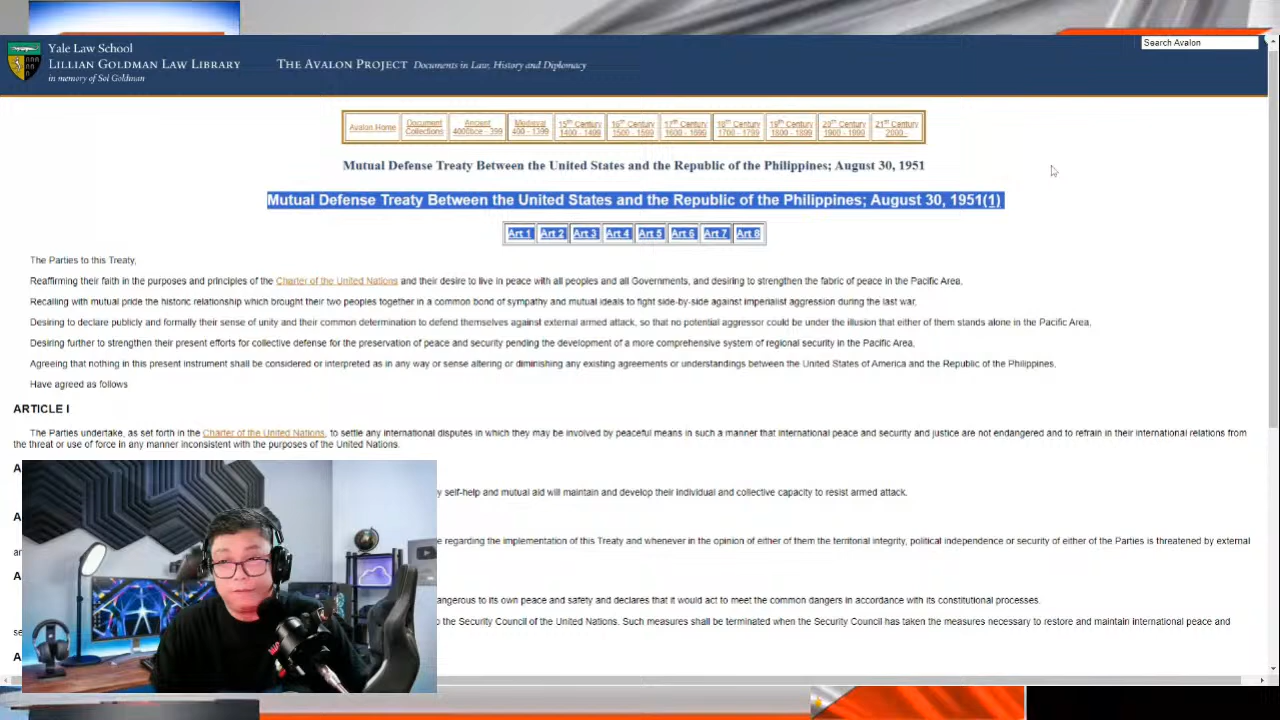 Yale Law School
LILLIAN GOLDMAN LAW LIBRARY
in memory of Sol Goldman
THE AVALON PROJECT Documents in Law, History and Diplomacy
Search Avalon
Avalon Home
Document Collections
Ancient 4000bce - 399
Medieval 400 - 1399
15th Century 1400 - 1499
16th Century 1500 - 1599
17th Century 1600 - 1699
18th Century 1700 - 1799
19th Century 1800 - 1899
20th Century 1900 - 1999
21st Century 2000 -
Mutual Defense Treaty Between the United States and the Republic of the Philippines; August 30, 1951
Mutual Defense Treaty Between the United States and the Republic of the Philippines; August 30, 1951(1)
Art 1 Art 2 Art 3 Art 4 Art 5 Art 6 Art 7 Art 8
The Parties to this Treaty,
Reaffirming their faith in the purposes and principles of the Charter of the United Nations and their desire to live in peace with all peoples and all Governments, and desiring to strengthen the fabric of peace in the Pacific Area,
Recalling with mutual pride the historic relationship which brought their two peoples together in a common bond of sympathy and mutual ideals to fight side-by-side against imperialist aggression during the last war,
Desiring to declare publicly and formally their sense of unity and their common determination to defend themselves against external armed attack, so that no potential aggressor could be under the illusion that either of them stands alone in the Pacific Area,
Desiring further to strengthen their present efforts for collective defense for the preservation of peace and security pending the development of a more comprehensive system of regional security in the Pacific Area,
Agreeing that nothing in this present instrument shall be considered or interpreted as in any way or sense altering or diminishing any existing agreements or understandings between the United States of America and the Republic of the Philippines,
Have agreed as follows
ARTICLE I
The Parties undertake, as set forth in the Charter of the United Nations, to settle any international disputes in which they may be involved by peaceful means in such a manner that international peace and security and justice are not endangered and to refrain in their international relations from
the threat or use of force in any manner inconsistent with the purposes of the United Nations.
A
y self-help and mutual aid will maintain and develop their individual and collective capacity to resist armed attack.
A
e regarding the implementation of this Treaty and whenever in the opinion of either of them the territorial integrity, political independence or security of either of the Parties is threatened by external
ar
A
angerous to its own peace and safety and declares that it would act to meet the common dangers in accordance with its constitutional processes.
o the Security Council of the United Nations. Such measures shall be terminated when the Security Council has taken the measures necessary to restore and maintain international peace and
se
A